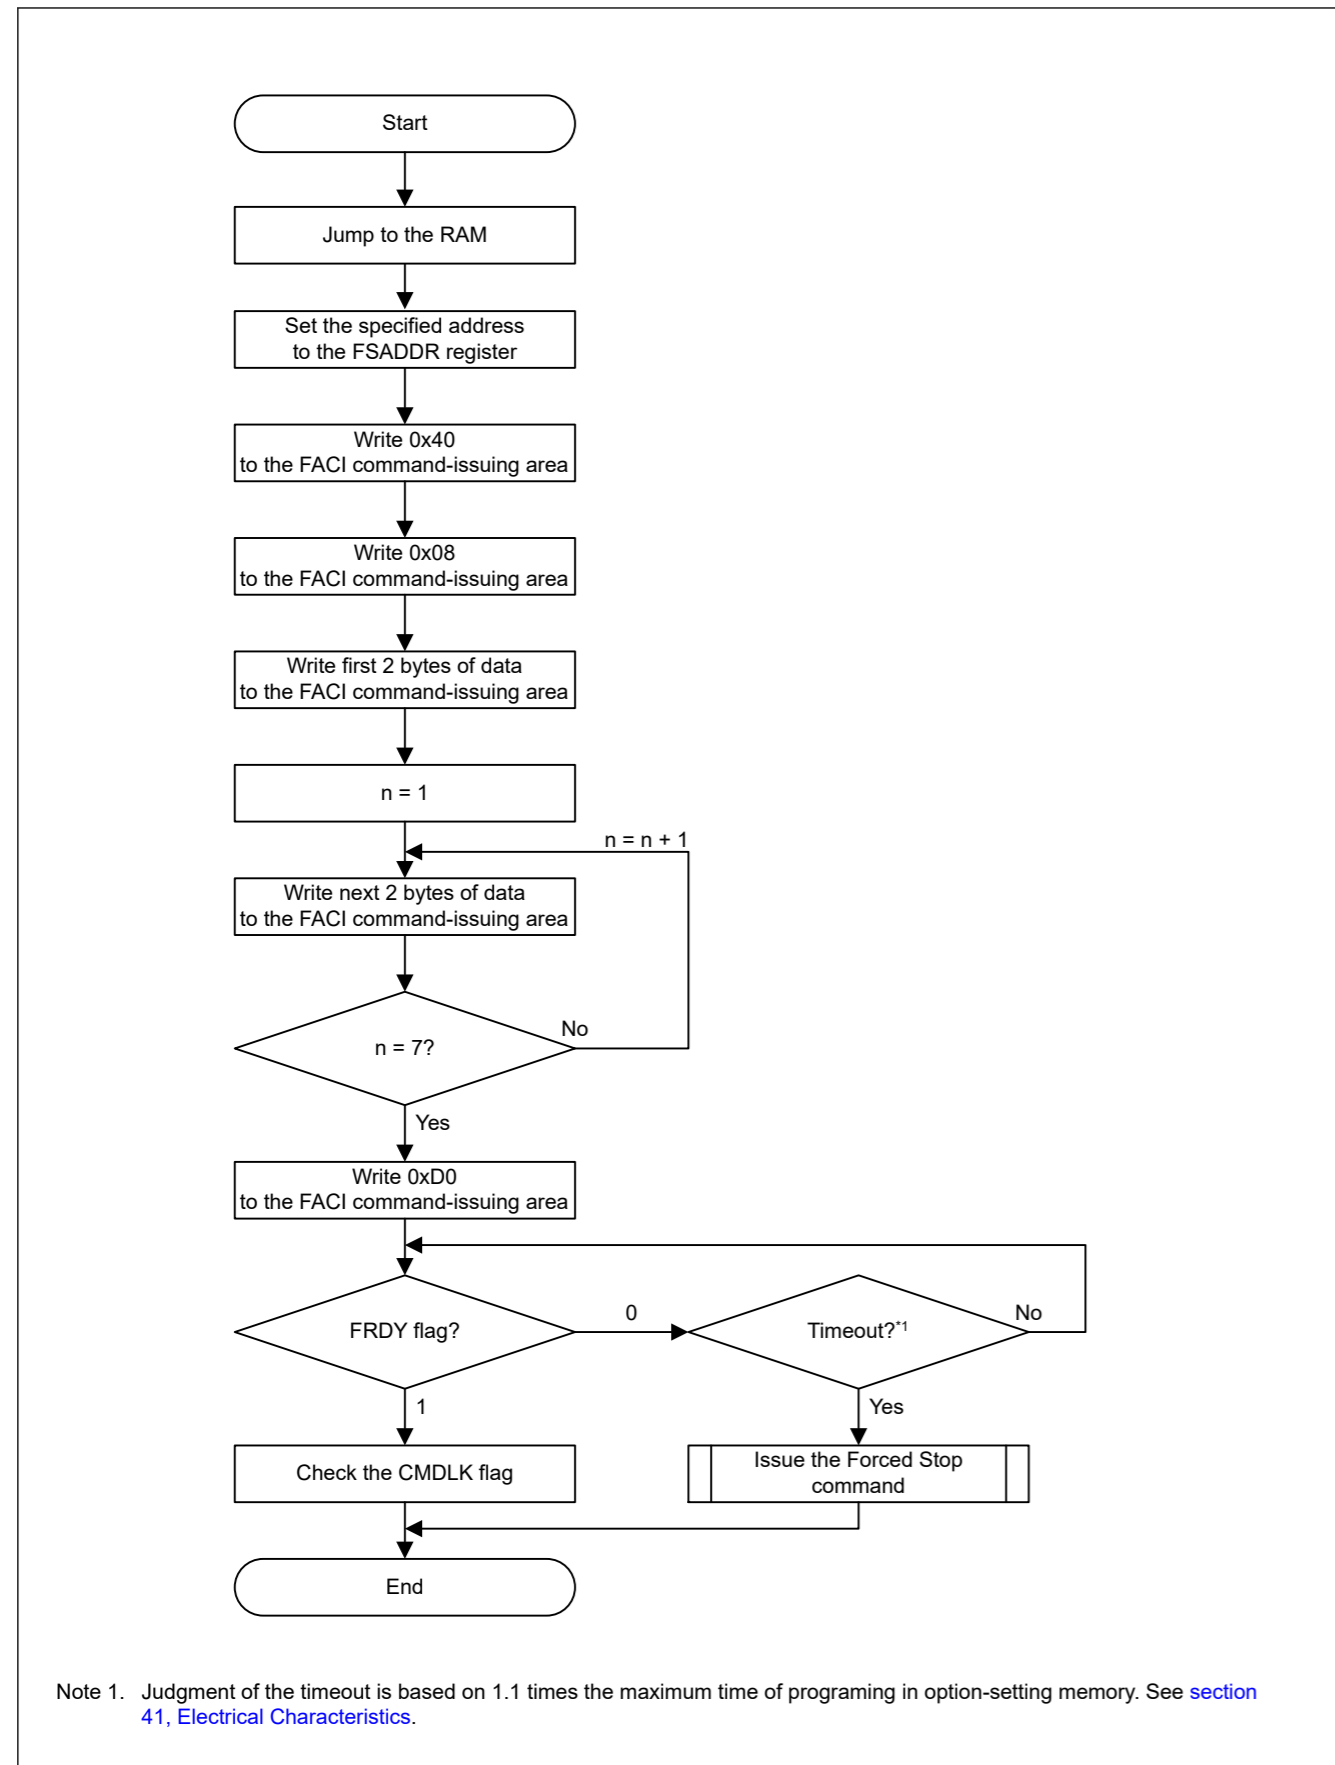 Start
Jump to the RAM
Set the specified address
to the FSADDR register
Write 0x40
to the FACI command-issuing area
Write 0x08
to the FACI command-issuing area
Write first 2 bytes of data
to the FACI command-issuing area
n = 1
n = n + 1
Write next 2 bytes of data
to the FACI command-issuing area
No
n = 7?
Yes
Write 0xD0
to the FACI command-issuing area
FRDY flag?
0
Timeout?*1
No
1
Yes
Check the CMDLK flag
Issue the Forced Stop
command
End
Note 1. Judgment of the timeout is based on 1.1 times the maximum time of programing in option-setting memory. See section
41, Electrical Characteristics.